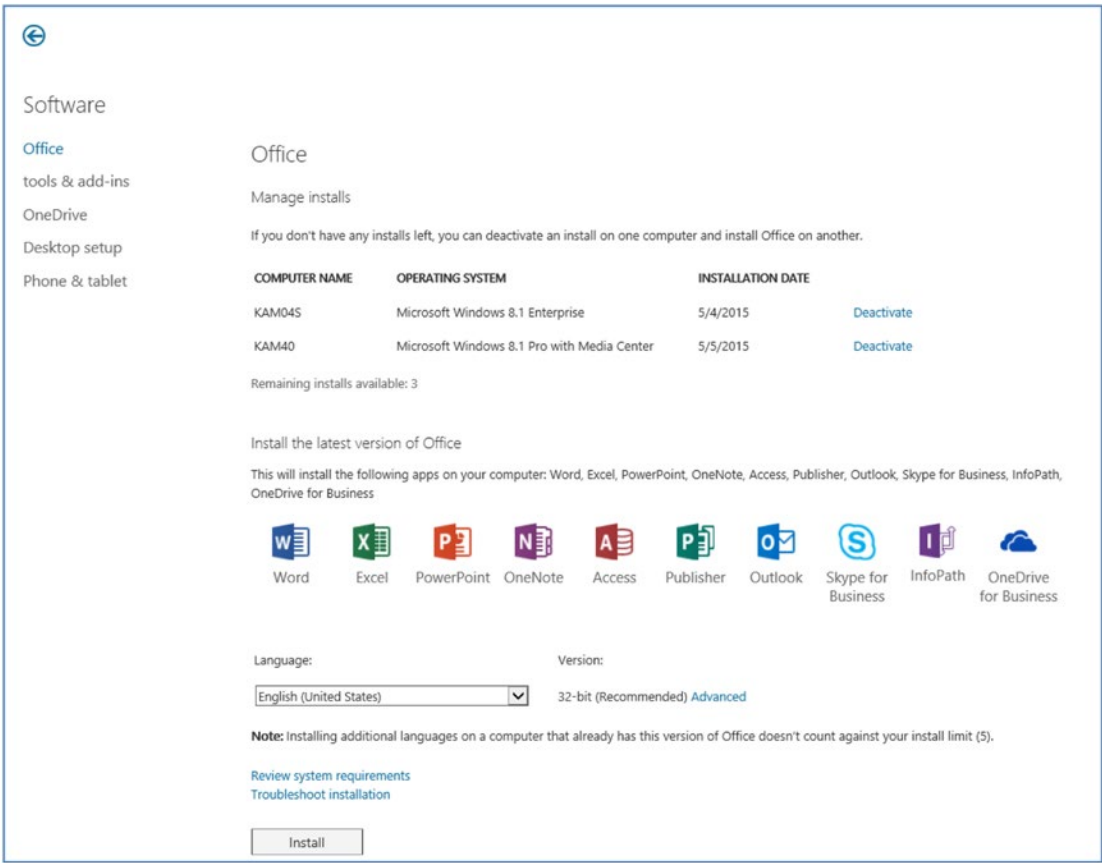 Software
Office
tools & add-ins
OneDrive
Desktop setup
Phone & tablet
Office
Manage installs
If you don't have any installs left, you can deactivate an install on one computer and install Office on another.
COMPUTER NAME OPERATING SYSTEM INSTALLATION DATE
KAM04S Microsoft Windows 8.1 Enterprise 5/4/2015 Deactivate
KAM40 Microsoft Windows 8.1 Pro with Media Center 5/5/2015 Deactivate
Remaining installs available: 3
Install the latest version of Office
This will install the following apps on your computer: Word, Excel, PowerPoint, OneNote, Access, Publisher, Outlook, Skype for Business, InfoPath,
OneDrive for Business
Word Excel PowerPoint OneNote Access Publisher Outlook Skype for InfoPath OneDrive
Business for Business
Language: Version:
English (United States) 32-bit (Recommended) Advanced
Note: Installing additional languages on a computer that already has this version of Office doesn't count against your install limit (5).
Review system requirements
Troubleshoot installation
Install